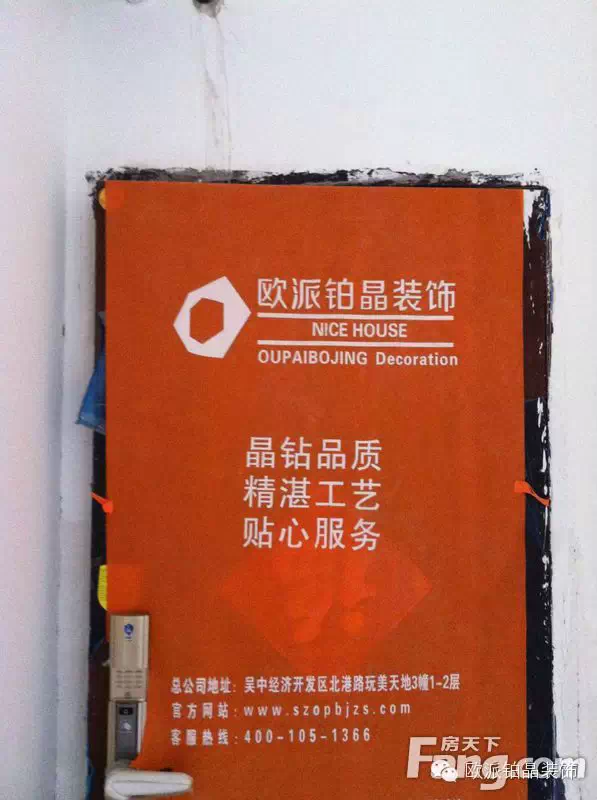 欧派铂晶装饰
NICE HOUSE
OUPAIBOJING Decoration
晶钻品质
精湛工艺
贴心服务
总公司地址：吴中经济开发区北港路玩美天地3幢1-2层
官方网站：www.szopbjzs.com
客服热线：400-105-1366
房天下
Fang.com
欧派铂晶装饰